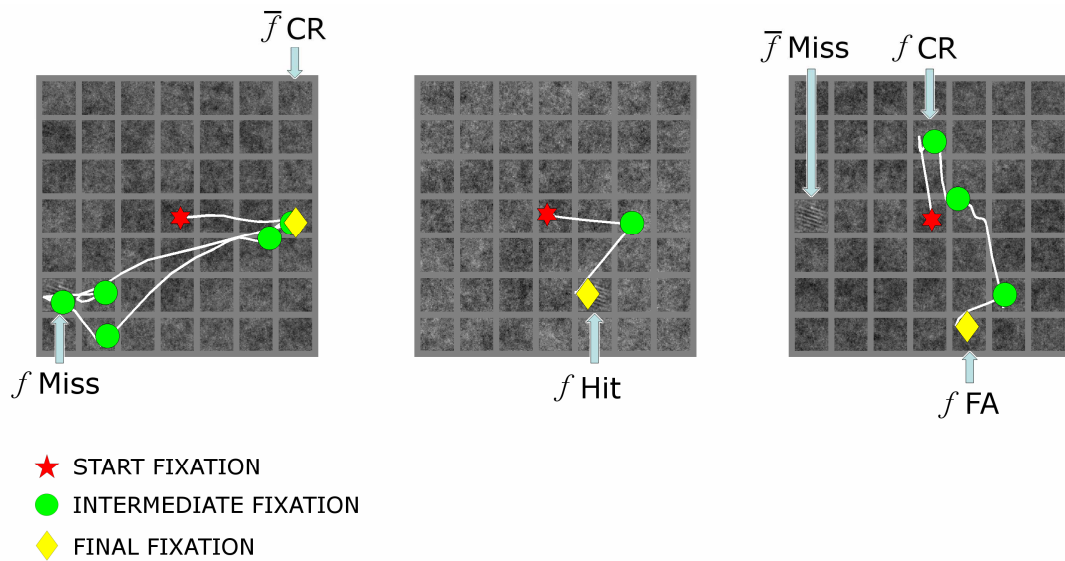 f̅ CR
f̅ Miss
f CR
f Miss
f Hit
f FA
START FIXATION
INTERMEDIATE FIXATION
FINAL FIXATION